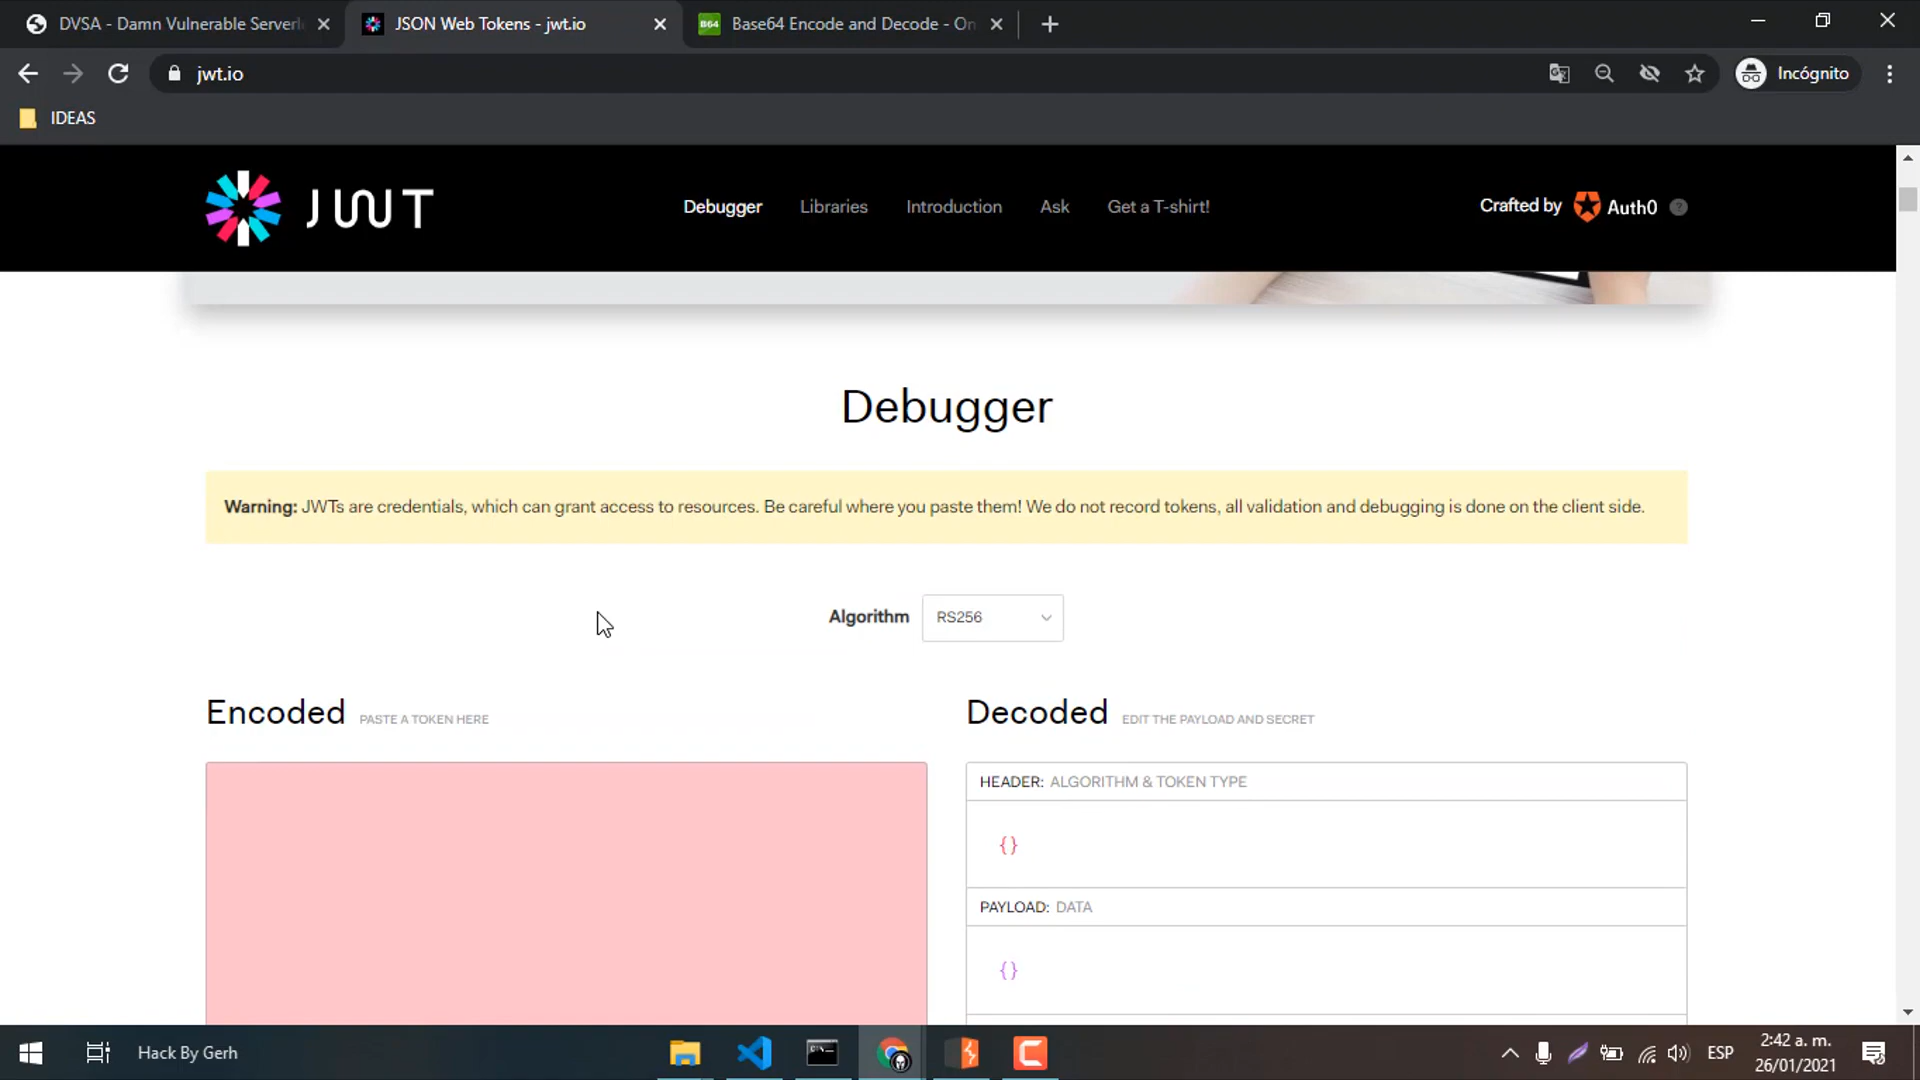 DVSA - Damn Vulnerable Serverl
JSON Web Tokens - jwt.io
B64
Base64 Encode and Decode - On
jwt.io
Incógnito
IDEAS
JWT
Debugger
Libraries
Introduction
Ask
Get a T-shirt!
Crafted by
Auth0
?
Debugger
Warning: JWTs are credentials, which can grant access to resources. Be careful where you paste them! We do not record tokens, all validation and debugging is done on the client side.
Algorithm
RS256
Encoded PASTE A TOKEN HERE
Decoded EDIT THE PAYLOAD AND SECRET
HEADER: ALGORITHM & TOKEN TYPE
{}
PAYLOAD: DATA
{}
Hack By Gerh
ESP
2:42 a. m.
26/01/2021